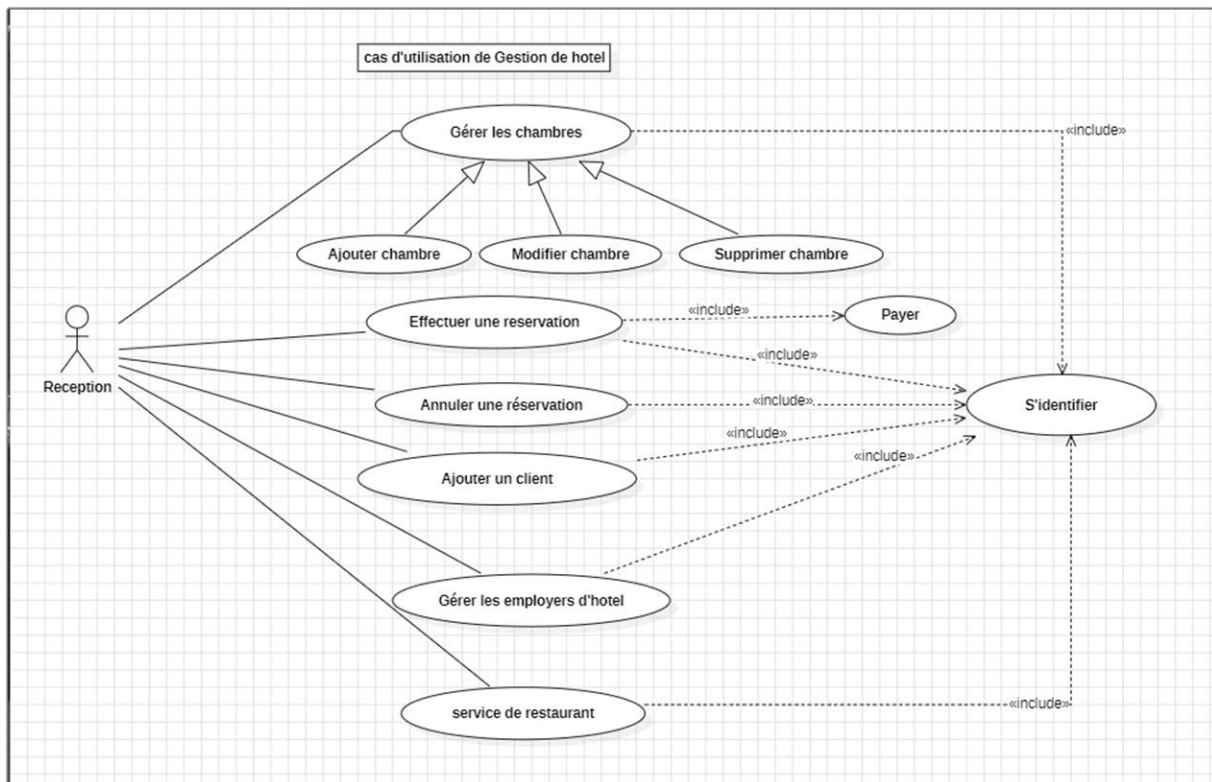 cas d'utilisation de Gestion de hotel
Gérer les chambres
«include»
Ajouter chambre
Modifier chambre
Supprimer chambre
Effectuer une reservation
«include»
Payer
«include»
Reception
Annuler une réservation
«include»
S'identifier
«include»
«include»
Ajouter un client
Gérer les employers d'hotel
service de restaurant
«include»